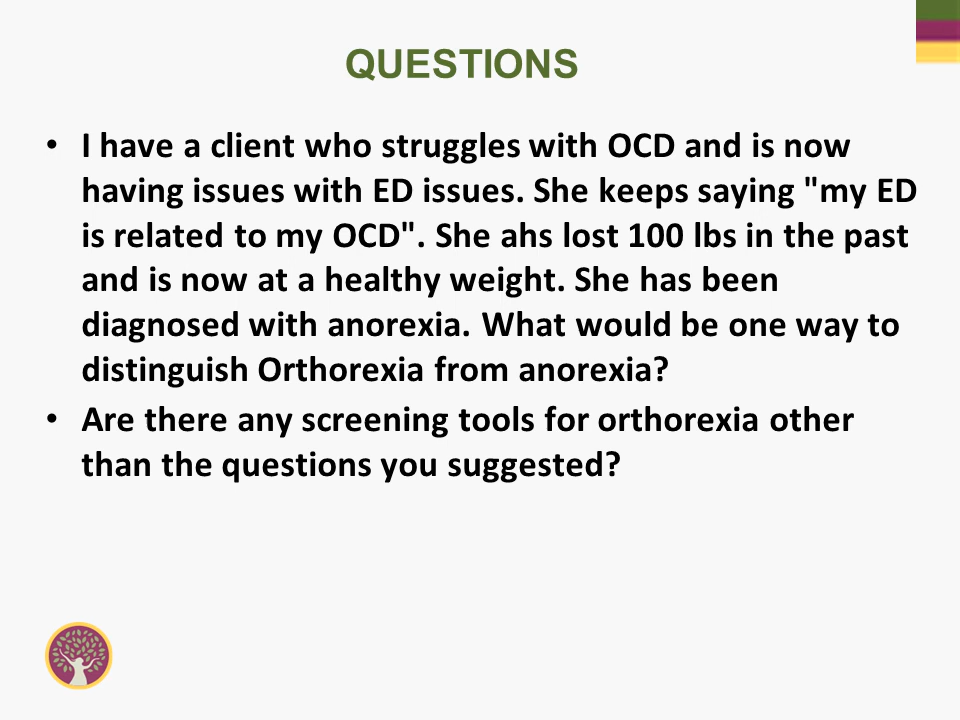 QUESTIONS
• I have a client who struggles with OCD and is now
having issues with ED issues. She keeps saying "my ED
is related to my OCD". She ahs lost 100 lbs in the past
and is now at a healthy weight. She has been
diagnosed with anorexia. What would be one way to
distinguish Orthorexia from anorexia?
• Are there any screening tools for orthorexia other
than the questions you suggested?